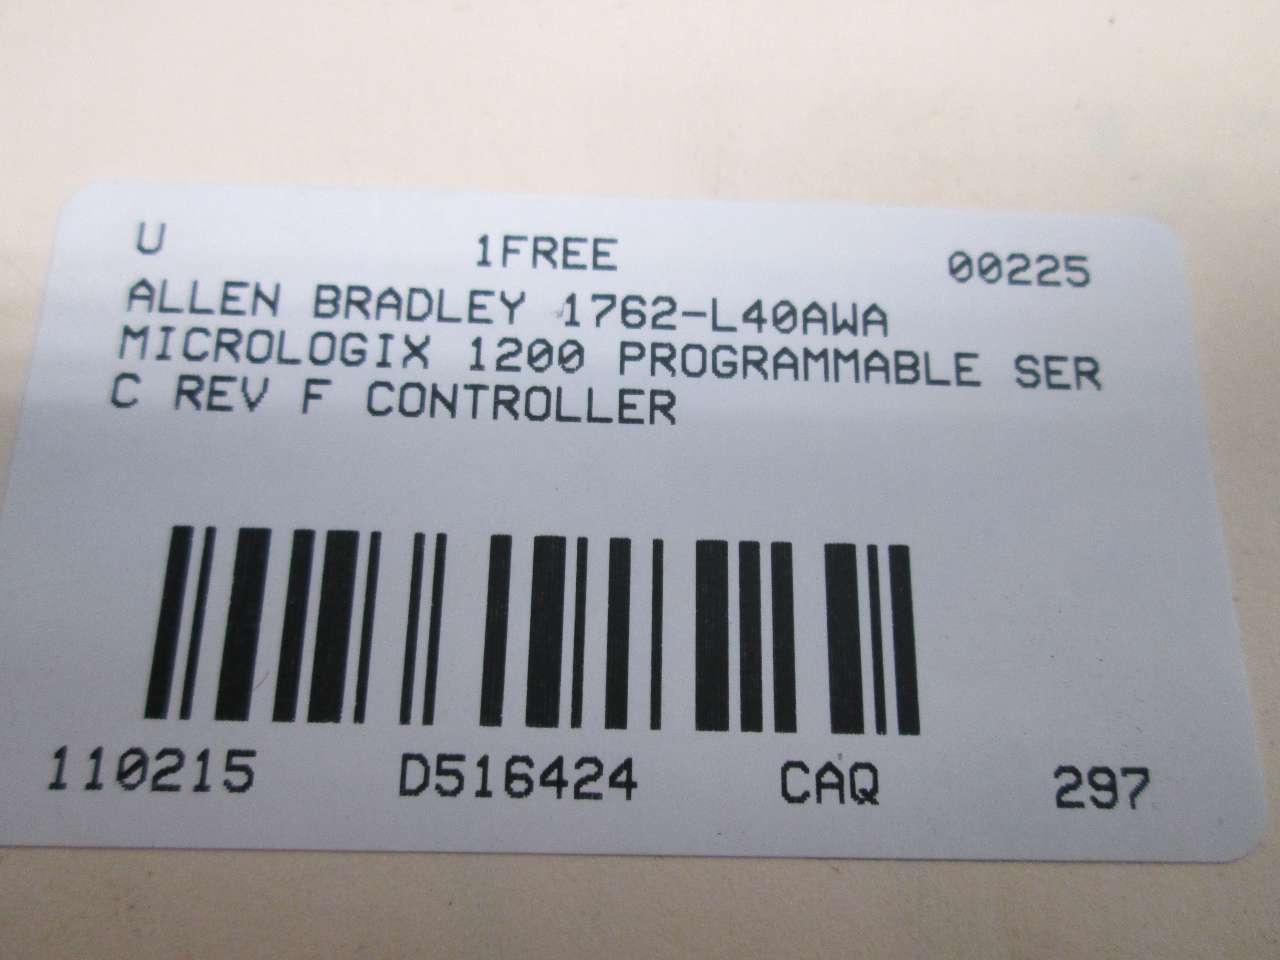 U 1FREE 00225
ALLEN BRADLEY 1762-L40AWA
MICROLOGIX 1200 PROGRAMMABLE SER
C REV F CONTROLLER
110215 D516424 CAQ 297